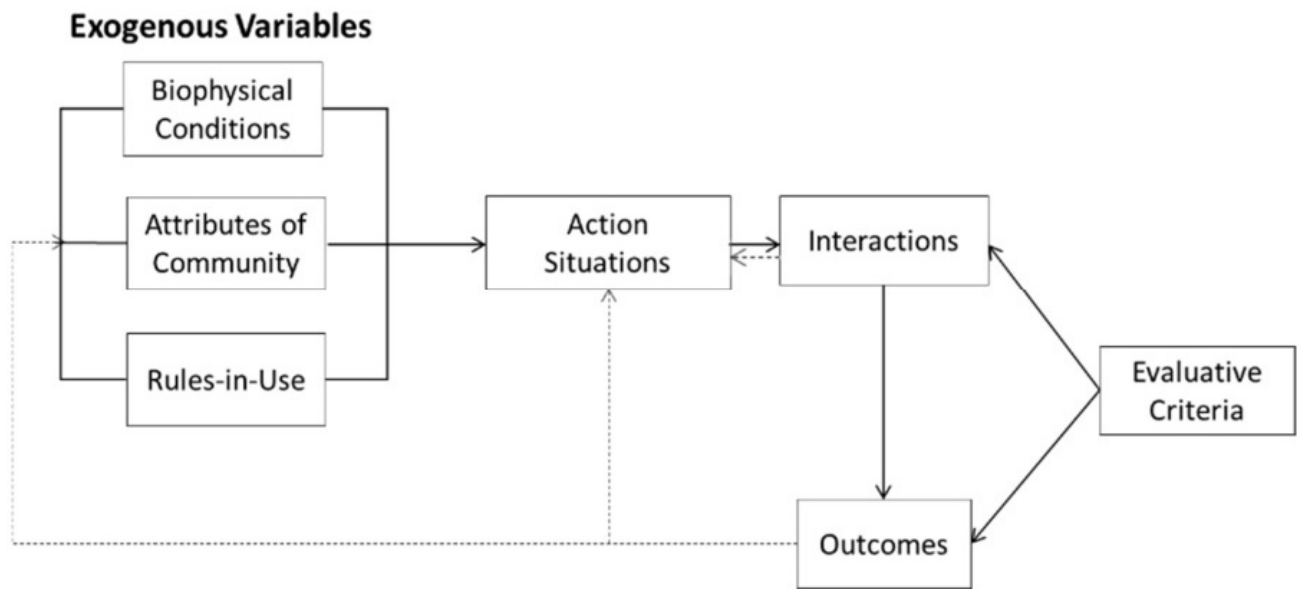 Exogenous Variables
Biophysical
Conditions
Attributes of
Community
Rules-in-Use
Action
Situations
Interactions
Evaluative
Criteria
Outcomes